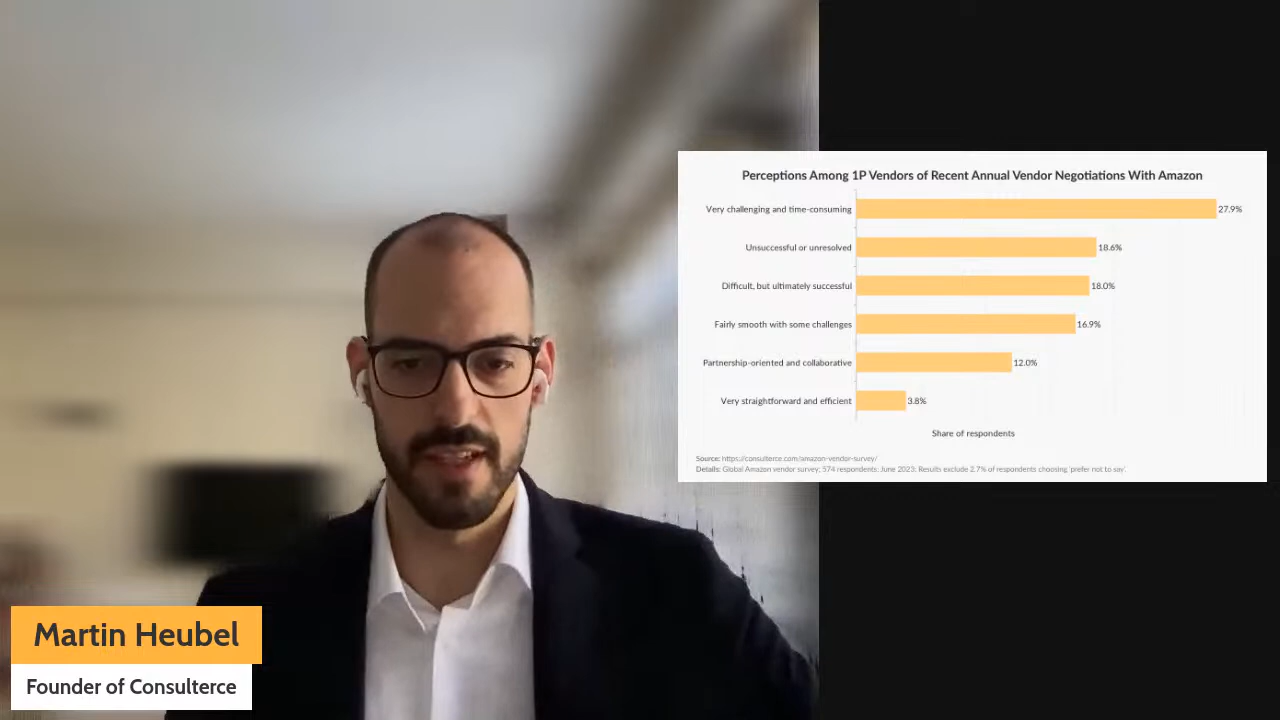 Perceptions Among 1P Vendors of Recent Annual Vendor Negotiations With Amazon
Very challenging and time-consuming 27.9%
Unsuccessful or unresolved 18.6%
Difficult, but ultimately successful 18.0%
Fairly smooth with some challenges 16.9%
Partnership-oriented and collaborative 12.0%
Very straightforward and efficient 3.8%
Share of respondents
Source: https://consulterce.com/amazon-vendor-survey/
Details: Global Amazon vendor survey; 574 respondents; June 2023; Results exclude 2.7% of respondents choosing 'prefer not to say'.
Martin Heubel
Founder of Consulterce